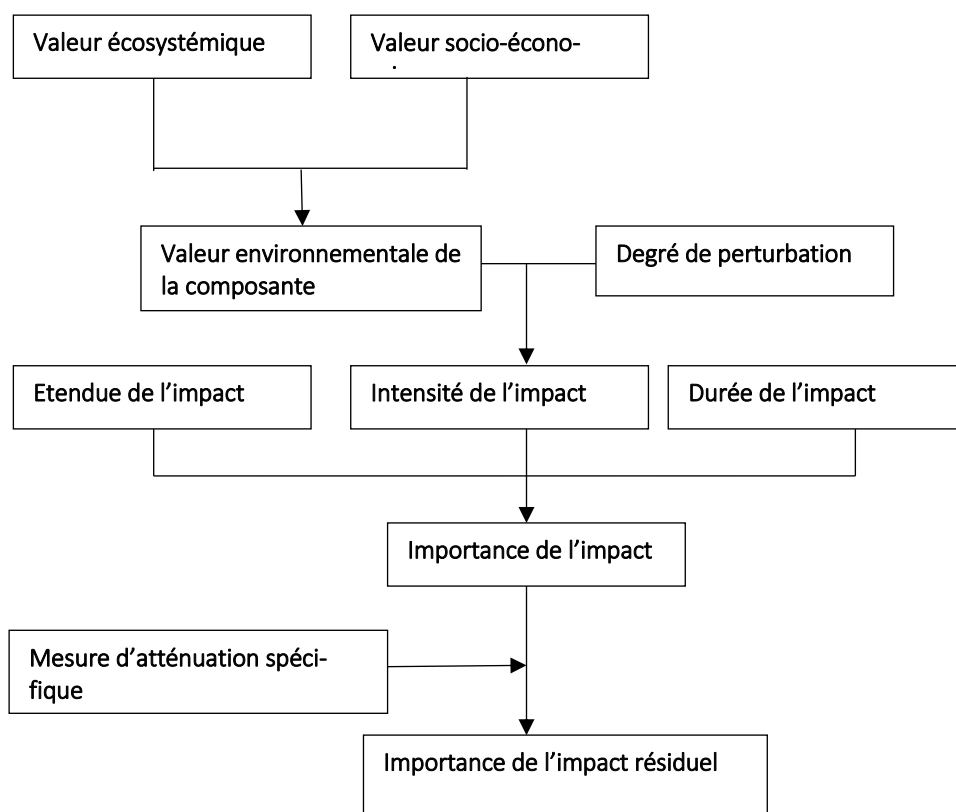 Valeur écosystémique
Valeur socio-écono-
Valeur environnementale de
la composante
Degré de perturbation
Etendue de l’impact
Intensité de l’impact
Durée de l’impact
Importance de l’impact
Mesure d’atténuation spéci-
fique
Importance de l’impact résiduel